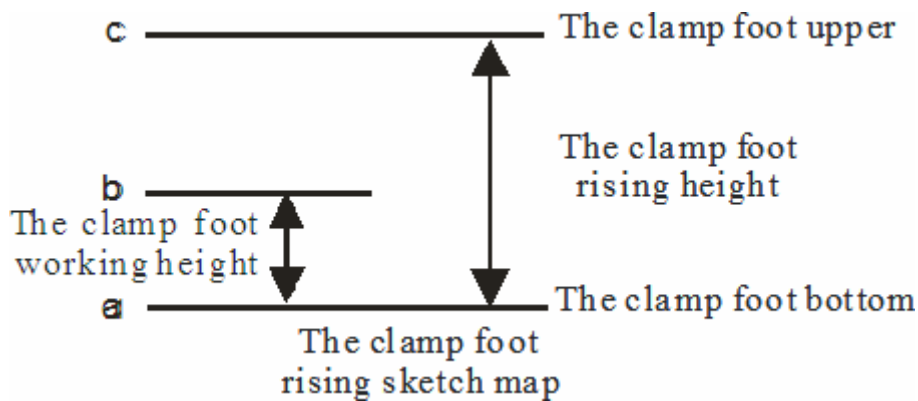 c The clamp foot upper
The clamp foot
rising height
b
The clamp foot
working height
a The clamp foot bottom
The clamp foot
rising sketch map